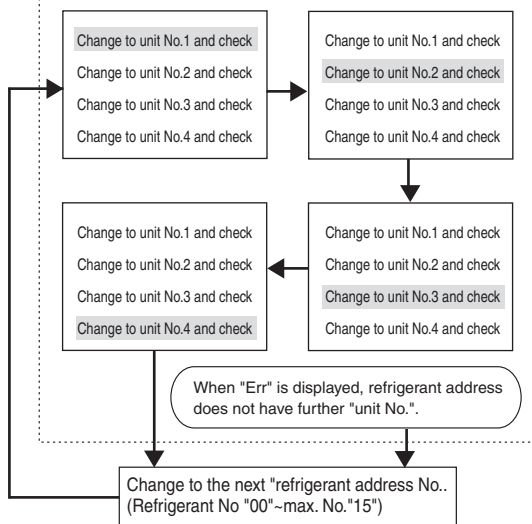 Change to unit No.1 and check
Change to unit No.2 and check
Change to unit No.3 and check
Change to unit No.4 and check
Change to unit No.1 and check
Change to unit No.2 and check
Change to unit No.3 and check
Change to unit No.4 and check
Change to unit No.1 and check
Change to unit No.2 and check
Change to unit No.3 and check
Change to unit No.4 and check
Change to unit No.1 and check
Change to unit No.2 and check
Change to unit No.3 and check
Change to unit No.4 and check
When "Err" is displayed, refrigerant address
does not have further "unit No.".
Change to the next "refrigerant address No..
(Refrigerant No "00"~max. No."15")